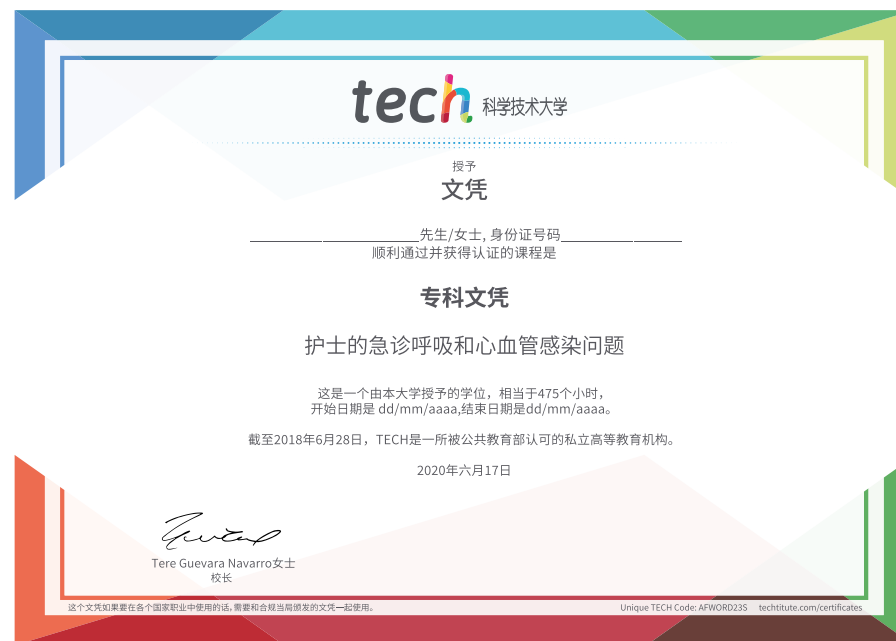 tech 科学技术大学
授予
文凭
先生/女士, 身份证号码
顺利通过并获得认证的课程是
专科文凭
护士的急诊呼吸和心血管感染问题
这是一个由本大学授予的学位，相当于475个小时，
开始日期是 dd/mm/aaaa,结束日期是dd/mm/aaaa。
截至2018年6月28日，TECH是一所被公共教育部认可的私立高等教育机构。
2020年六月17日
Tere Guevara Navarro女士
校长
这个文凭如果要在各个国家职业中使用的话,需要和合规当局颁发的文凭一起使用。
Unique TECH Code: AFWORD23S techtitute.com/certificates